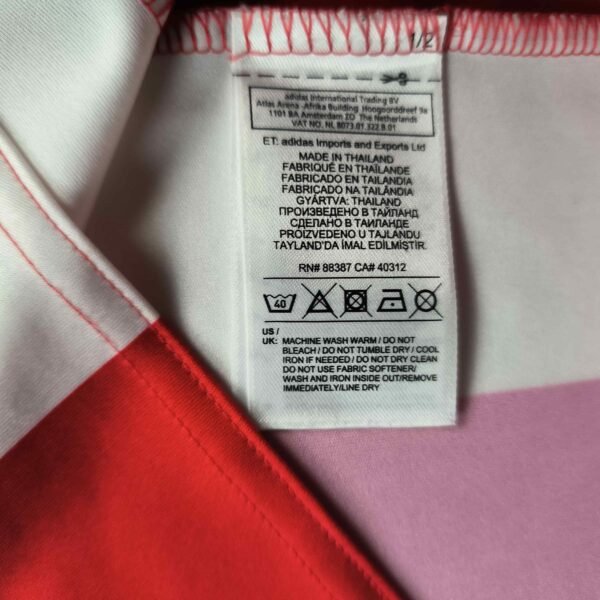 1/2
adidas International Trading BV
Atlas Arena -Afrika Building Hoogoorddreef 9a
1101 BA Amsterdam ZO The Netherlands
VAT NO. NL 8073.01.322.B.01
ET: adidas Imports and Exports Ltd
MADE IN THAILAND
FABRIQUÉ EN THAÏLANDE
FABRICADO EN TAILANDIA
FABRICADO NA TAILÂNDIA
GYÁRTVA: THAILAND
ПРОИЗВЕДЕНО В ТАЙЛАНД
СДЕЛАНО В ТАИЛАНДЕ
PROIZVEDENO U TAJLANDU
TAYLAND'DA İMAL EDİLMİŞTİR.
RN# 88387 CA# 40312
40
US /
UK: MACHINE WASH WARM / DO NOT
BLEACH / DO NOT TUMBLE DRY / COOL
IRON IF NEEDED / DO NOT DRY CLEAN
DO NOT USE FABRIC SOFTENER/
WASH AND IRON INSIDE OUT/REMOVE
IMMEDIATELY/LINE DRY